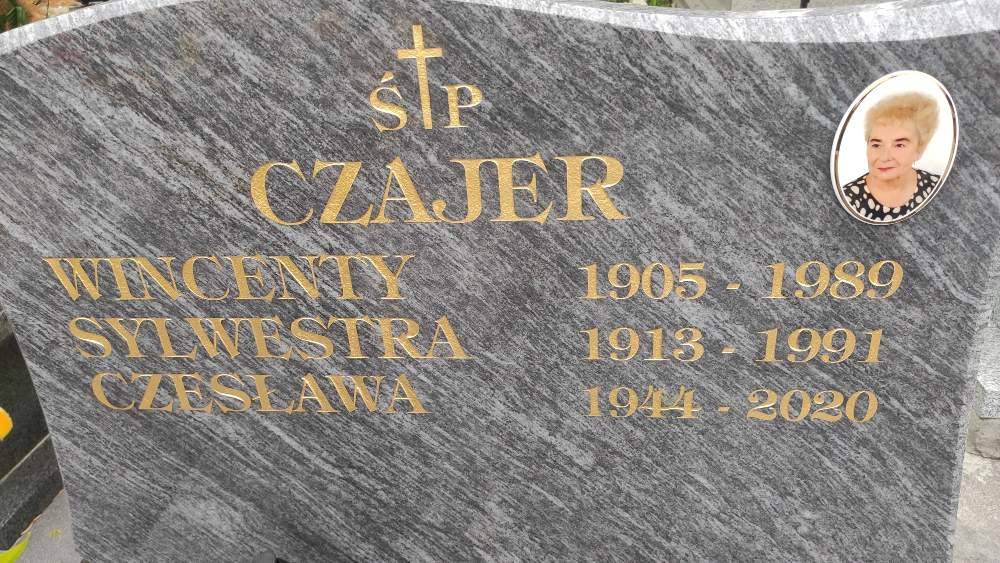 Ś P
CZAJER
WINCENTY 1905 - 1989
SYLWESTRA 1913 - 1991
CZESŁAWA 1944 - 2020